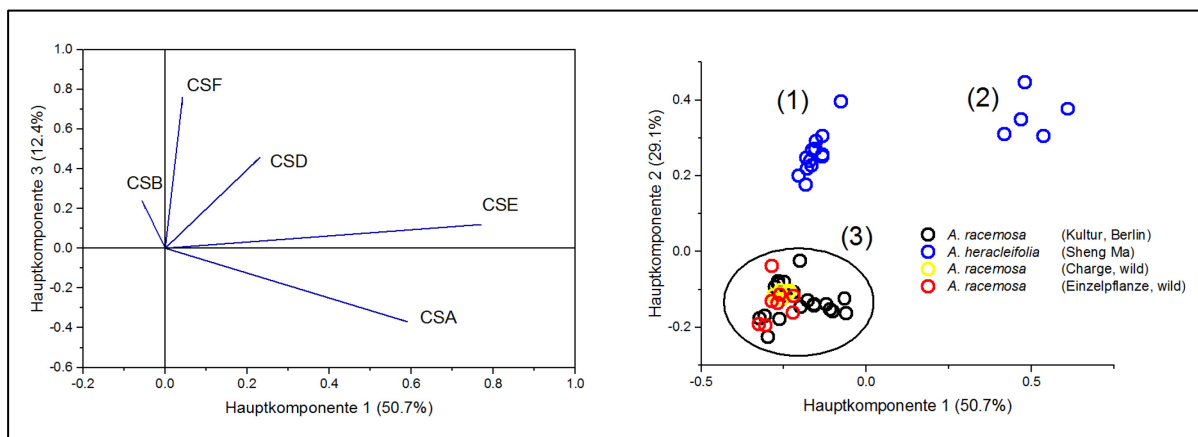 1.0
0.8
0.6
0.4
0.2
0.0
-0.2
-0.4
-0.6
-0.2
0.0
0.2
0.4
0.6
0.8
1.0
Hauptkomponente 3 (12.4%)
Hauptkomponente 1 (50.7%)
CSF
CSD
CSB
CSE
CSA
0.4
0.2
0.0
-0.2
-0.5
0.0
0.5
Hauptkomponente 2 (29.1%)
Hauptkomponente 1 (50.7%)
(1)
(2)
(3)
A. racemosa (Kultur, Berlin)
A. heracleifolia (Sheng Ma)
A. racemosa (Charge, wild)
A. racemosa (Einzelpflanze, wild)